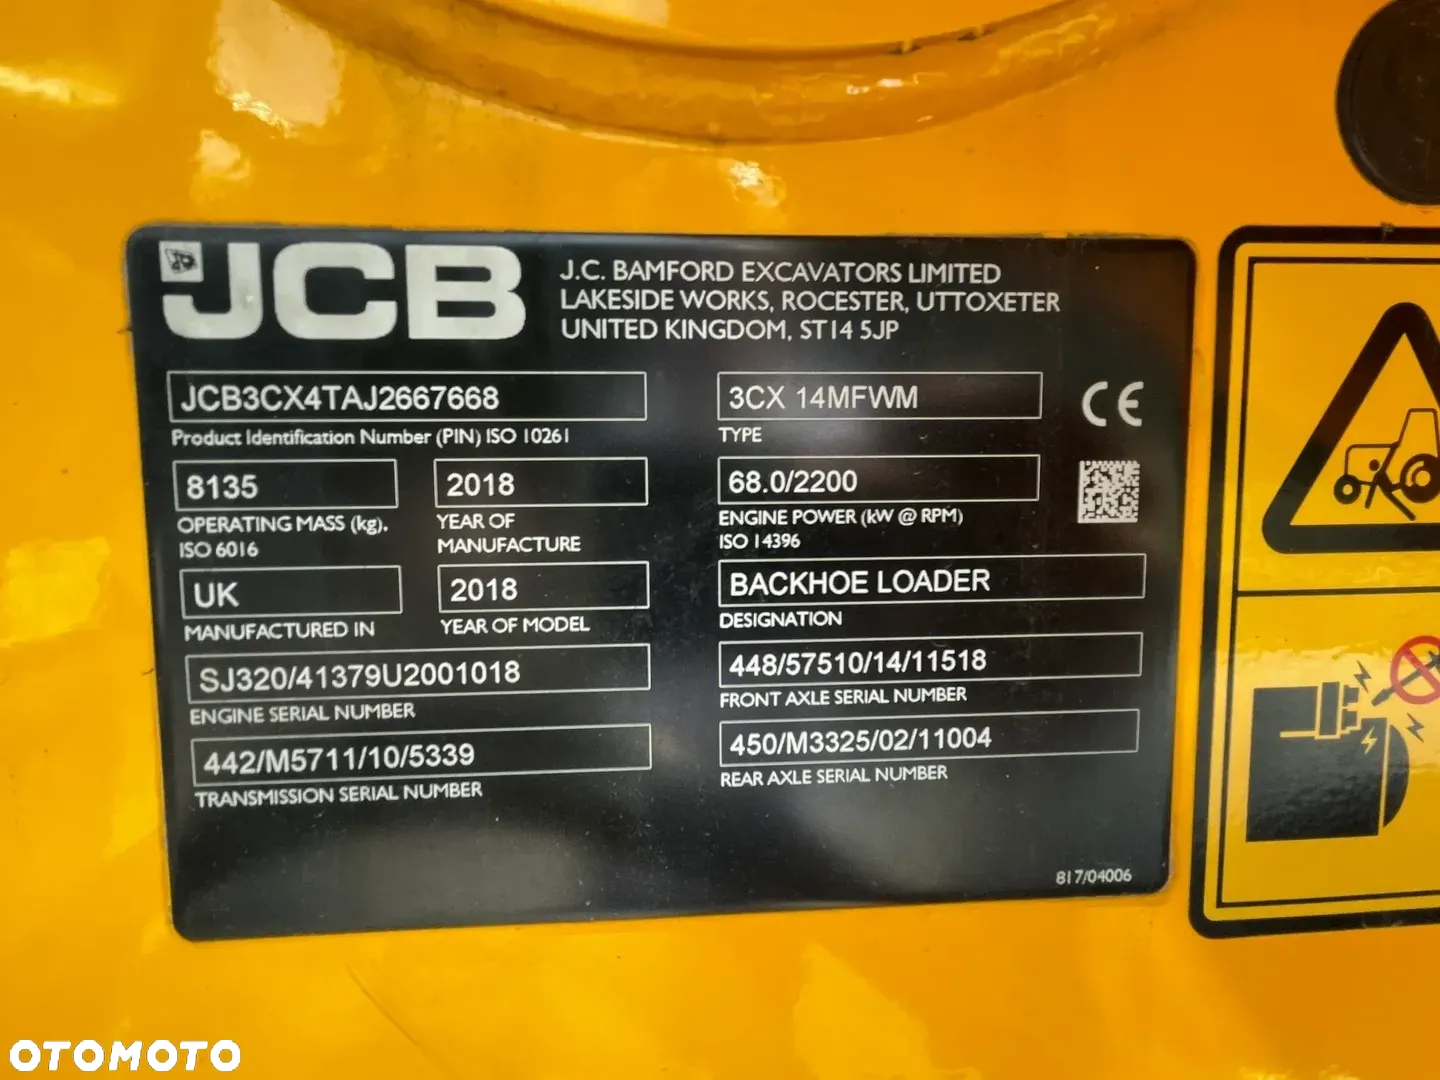 JCB
J.C. BAMFORD EXCAVATORS LIMITED
LAKESIDE WORKS, ROCESTER, UTTOXETER
UNITED KINGDOM, ST14 5JP
JCB3CX4TAJ2667668
Product Identification Number (PIN) ISO 10261
3CX 14MFWM
TYPE
CE
8135
OPERATING MASS (kg),
ISO 6016
2018
YEAR OF
MANUFACTURE
68.0/2200
ENGINE POWER (kW @ RPM)
ISO 14396
UK
MANUFACTURED IN
2018
YEAR OF MODEL
BACKHOE LOADER
DESIGNATION
SJ320/41379U2001018
ENGINE SERIAL NUMBER
448/57510/14/11518
FRONT AXLE SERIAL NUMBER
442/M5711/10/5339
TRANSMISSION SERIAL NUMBER
450/M3325/02/11004
REAR AXLE SERIAL NUMBER
817/04006
OTOMOTO